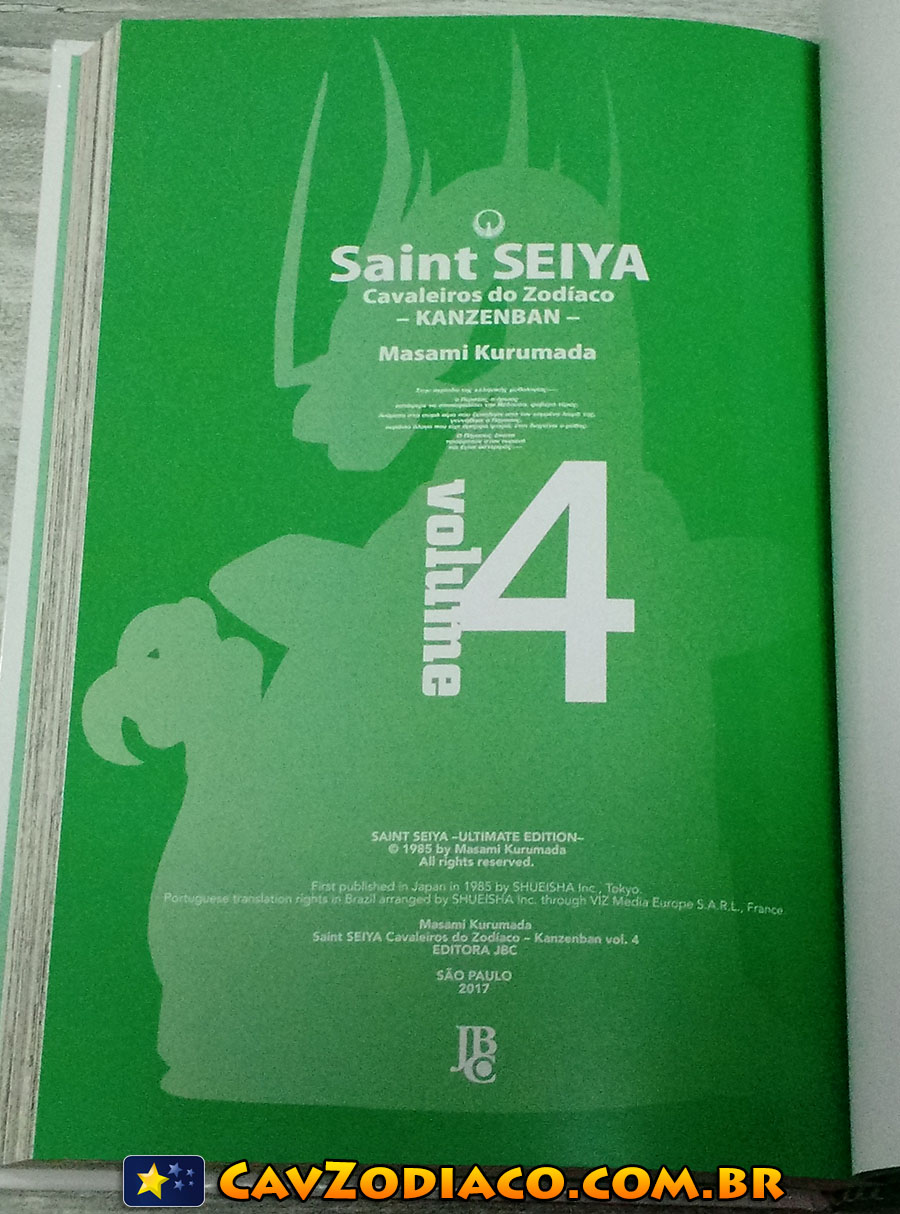 Saint SEIYA
Cavaleiros do Zodíaco
– KANZENBAN –
Masami Kurumada
volume 4
SAINT SEIYA –ULTIMATE EDITION–
© 1985 by Masami Kurumada
All rights reserved.
First published in Japan in 1985 by SHUEISHA Inc., Tokyo.
Portuguese translation rights in Brazil arranged by SHUEISHA Inc. through VIZ Media Europe S.A.R.L., France
Masami Kurumada
Saint SEIYA Cavaleiros do Zodíaco – Kanzenban vol. 4
EDITORA JBC
SÃO PAULO
2017
JBC
CavZodiaco.com.br